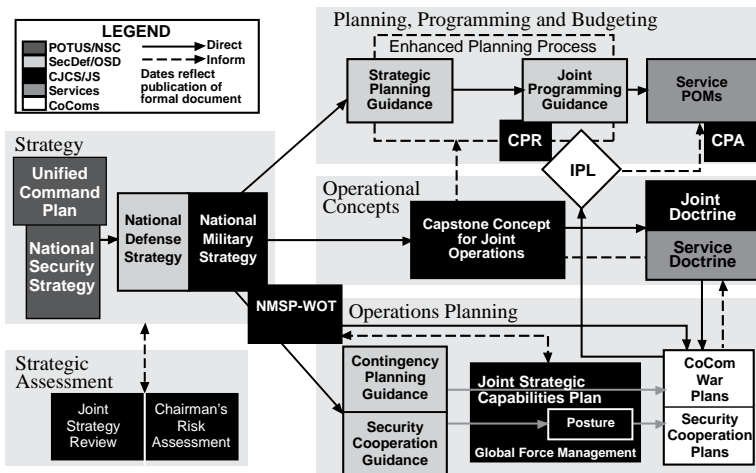 LEGEND
POTUS/NSC
SecDef/OSD
CJCS/JS
Services
CoComs
Direct
Inform
Dates reflect
publication of
formal document
Planning, Programming and Budgeting
Enhanced Planning Process
Strategic
Planning
Guidance
Joint
Programming
Guidance
Service
POMs
CPR
CPA
IPL
Strategy
Unified
Command
Plan
National
Security
Strategy
National
Defense
Strategy
National
Military
Strategy
Operational
Concepts
Capstone Concept
for Joint
Operations
Joint
Doctrine
Service
Doctrine
NMSP-WOT
Operations Planning
Contingency
Planning
Guidance
Security
Cooperation
Guidance
Joint Strategic
Capabilities Plan
Posture
Global Force Management
CoCom
War
Plans
Security
Cooperation
Plans
Strategic
Assessment
Joint
Strategy
Review
Chairman's
Risk
Assessment